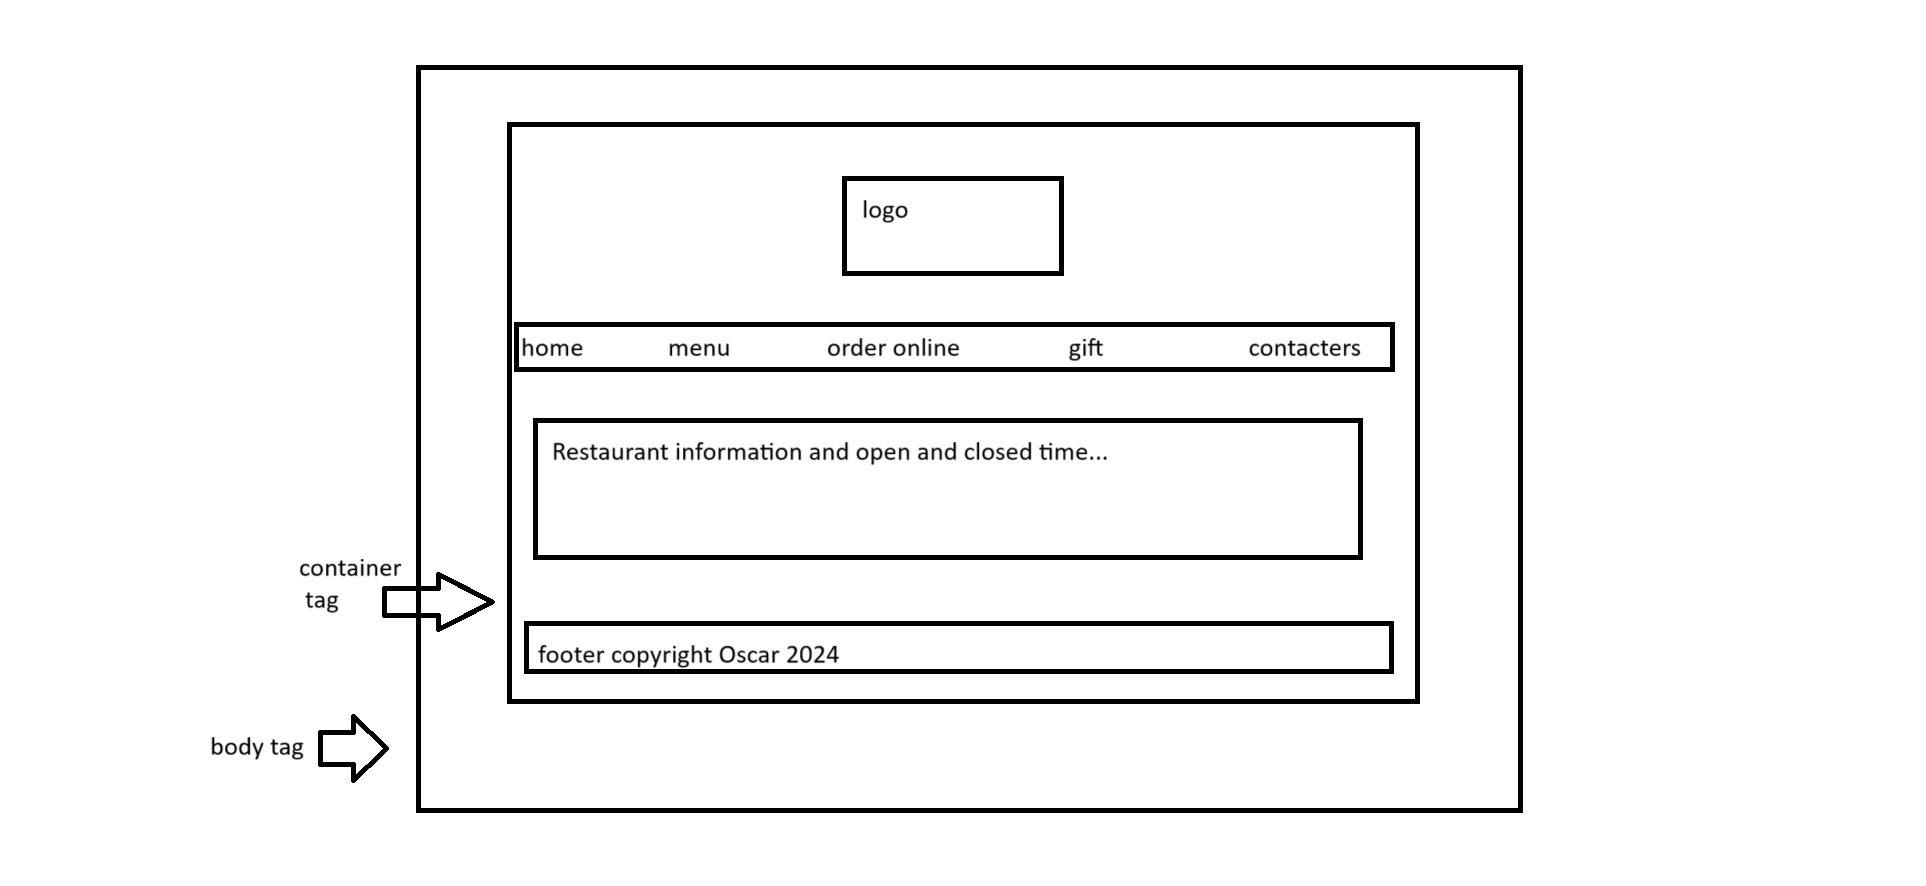 logo
home menu order online gift contacters
Restaurant information and open and closed time...
container
tag
footer copyright Oscar 2024
body tag